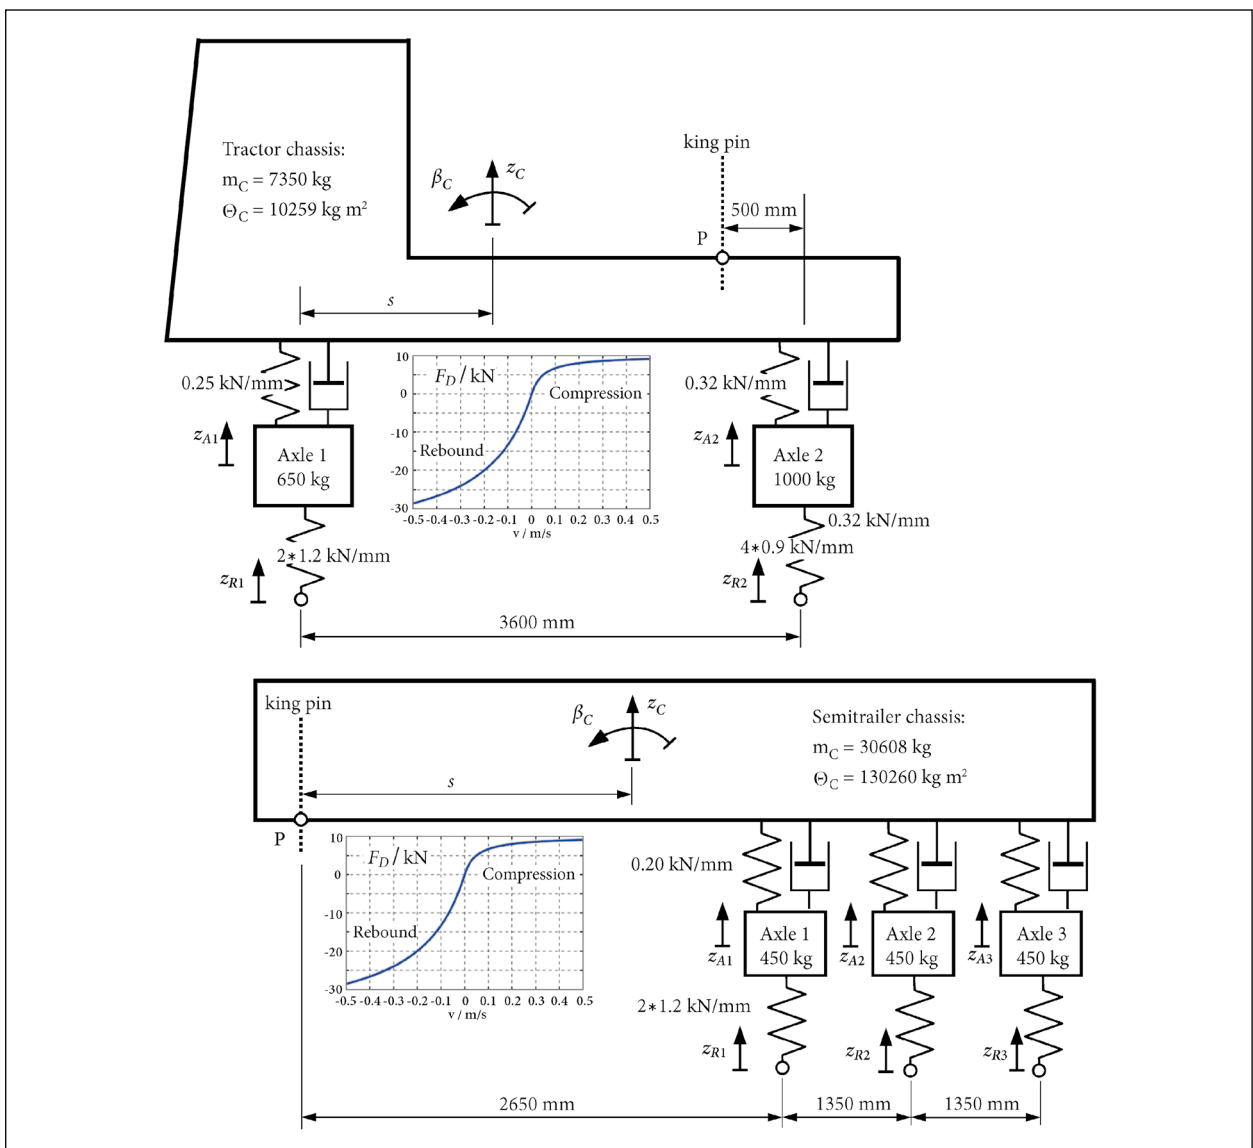 Tractor chassis:
m_C = 7350 kg
Θ_C = 10259 kg m²
β_C
z_C
king pin
500 mm
P
s
0.25 kN/mm
z_A1
Axle 1
650 kg
2*1.2 kN/mm
z_R1
F_D / kN
Compression
Rebound
10
0
-10
-20
-30
-0.5 -0.4 -0.3 -0.2 -0.1 0 0.1 0.2 0.3 0.4 0.5
v / m/s
0.32 kN/mm
z_A2
Axle 2
1000 kg
0.32 kN/mm
4*0.9 kN/mm
z_R2
3600 mm
king pin
β_C
z_C
Semitrailer chassis:
m_C = 30608 kg
Θ_C = 130260 kg m²
s
P
F_D / kN
Compression
Rebound
10
0
-10
-20
-30
-0.5 -0.4 -0.3 -0.2 -0.1 0 0.1 0.2 0.3 0.4 0.5
v / m/s
0.20 kN/mm
z_A1
Axle 1
450 kg
z_A2
Axle 2
450 kg
z_A3
Axle 3
450 kg
2*1.2 kN/mm
z_R1
z_R2
z_R3
2650 mm
1350 mm
1350 mm